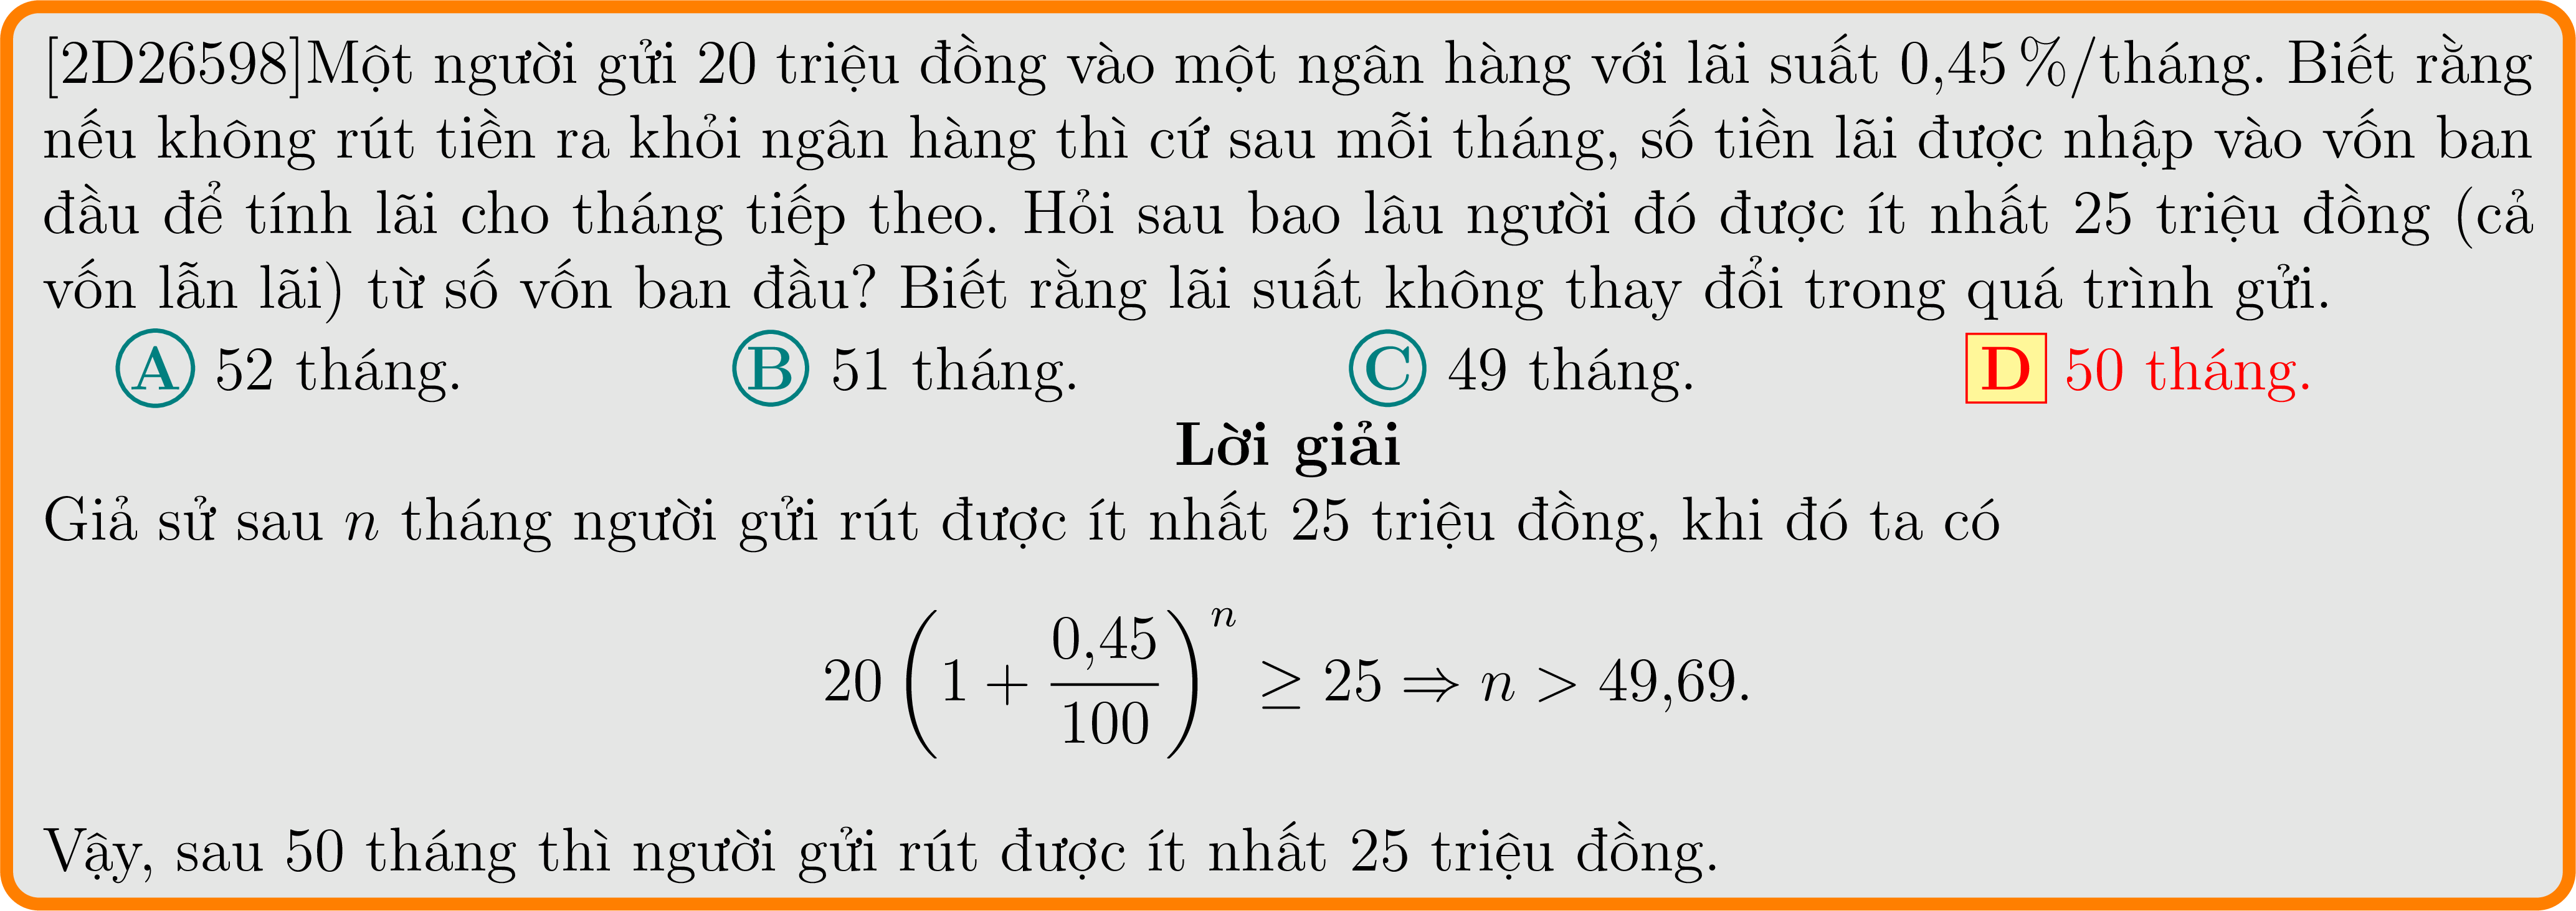 [2D26598]Một người gửi 20 triệu đồng vào một ngân hàng với lãi suất 0,45 %/tháng. Biết rằng
nếu không rút tiền ra khỏi ngân hàng thì cứ sau mỗi tháng, số tiền lãi được nhập vào vốn ban
đầu để tính lãi cho tháng tiếp theo. Hỏi sau bao lâu người đó được ít nhất 25 triệu đồng (cả
vốn lẫn lãi) từ số vốn ban đầu? Biết rằng lãi suất không thay đổi trong quá trình gửi.
A 52 tháng. B 51 tháng. C 49 tháng. D 50 tháng.
Lời giải
Giả sử sau n tháng người gửi rút được ít nhất 25 triệu đồng, khi đó ta có
20 (1 + 0,45/100)^n ≥ 25 ⇒ n > 49,69.
Vậy, sau 50 tháng thì người gửi rút được ít nhất 25 triệu đồng.